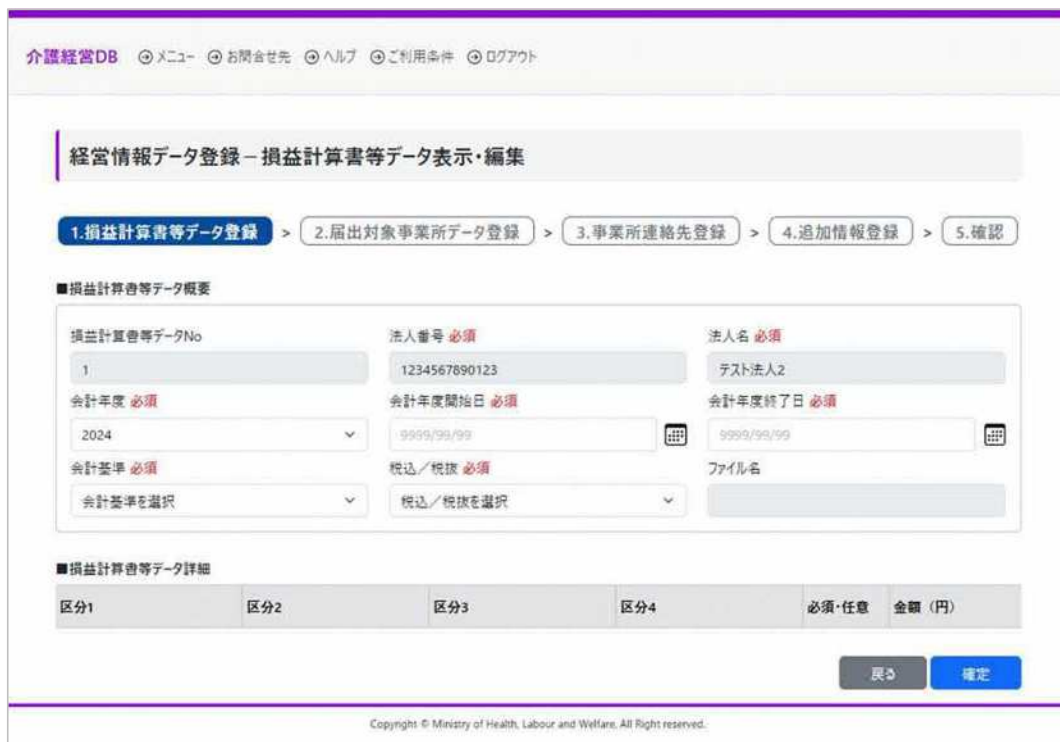 介護経営DB メニュー お問合せ先 ヘルプ ご利用条件 ログアウト
経営情報データ登録－損益計算書等データ表示・編集
1.損益計算書等データ登録 > 2.届出対象事業所データ登録 > 3.事業所連絡先登録 > 4.追加情報登録 > 5.確認
■損益計算書等データ概要
損益計算書等データNo 法人番号 必須 法人名 必須
1 1234567890123 テスト法人2
会計年度 必須 会計年度開始日 必須 会計年度終了日 必須
2024 9999/99/99 9999/99/99
会計基準 必須 税込／税抜 必須 ファイル名
会計基準を選択 税込／税抜を選択
■損益計算書等データ詳細
区分1 区分2 区分3 区分4 必須・任意 金額（円）
戻る 確定
Copyright © Ministry of Health, Labour and Welfare, All Right reserved.